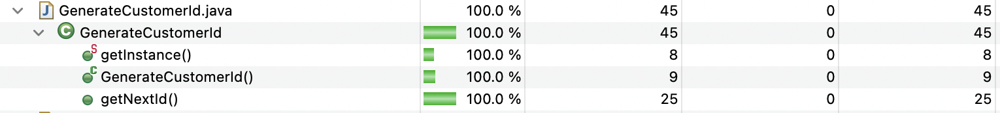 J GenerateCustomerId.java 100.0 % 45 0 45
C GenerateCustomerId 100.0 % 45 0 45
S getInstance() 100.0 % 8 0 8
C GenerateCustomerId() 100.0 % 9 0 9
getNextId() 100.0 % 25 0 25